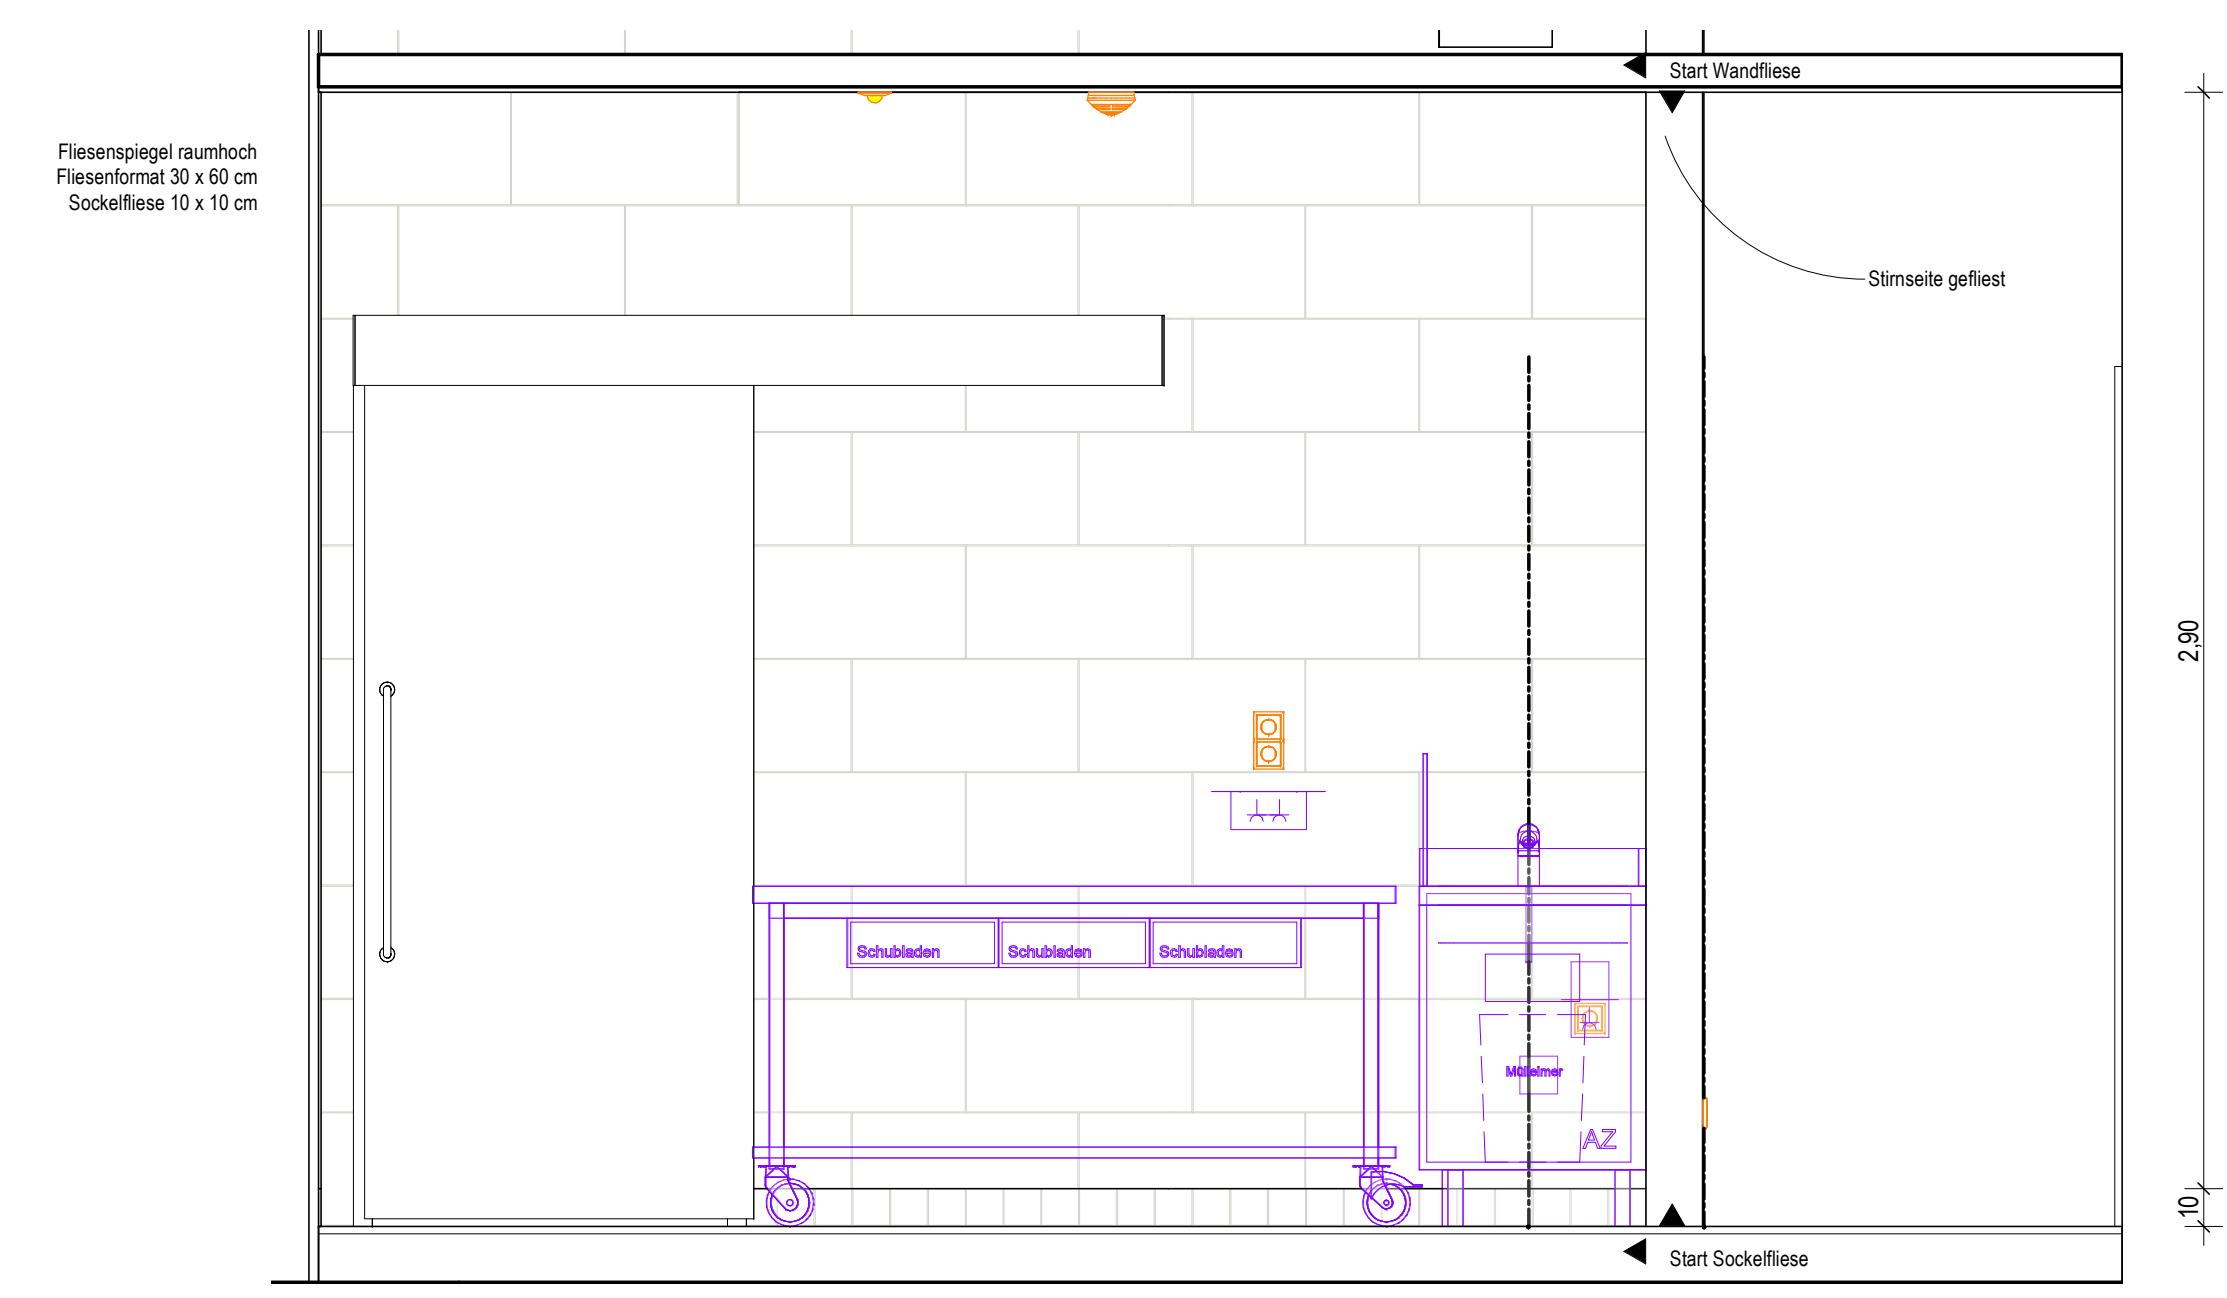 Start Wandfliese
Fliesenspiegel raumhoch
Fliesenformat 30 x 60 cm
Sockelfliese 10 x 10 cm
Stirnseite gefliest
2,90
Schubladen Schubladen Schubladen
Mülleimer
AZ
10
Start Sockelfliese